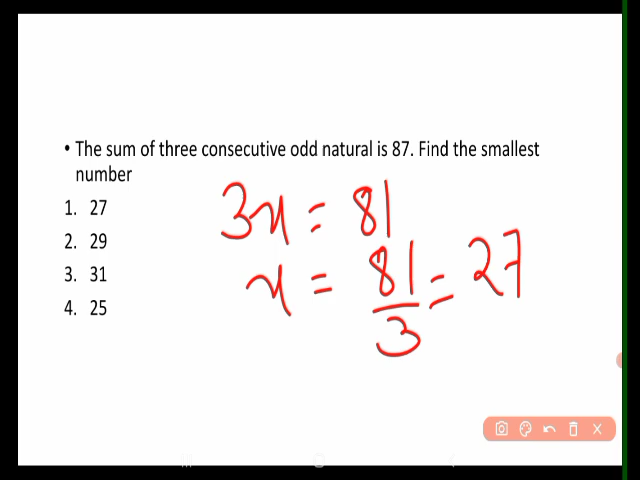 • The sum of three consecutive odd natural is 87. Find the smallest
number
1. 27
2. 29
3. 31
4. 25
3x = 81
x = 81/3 = 27